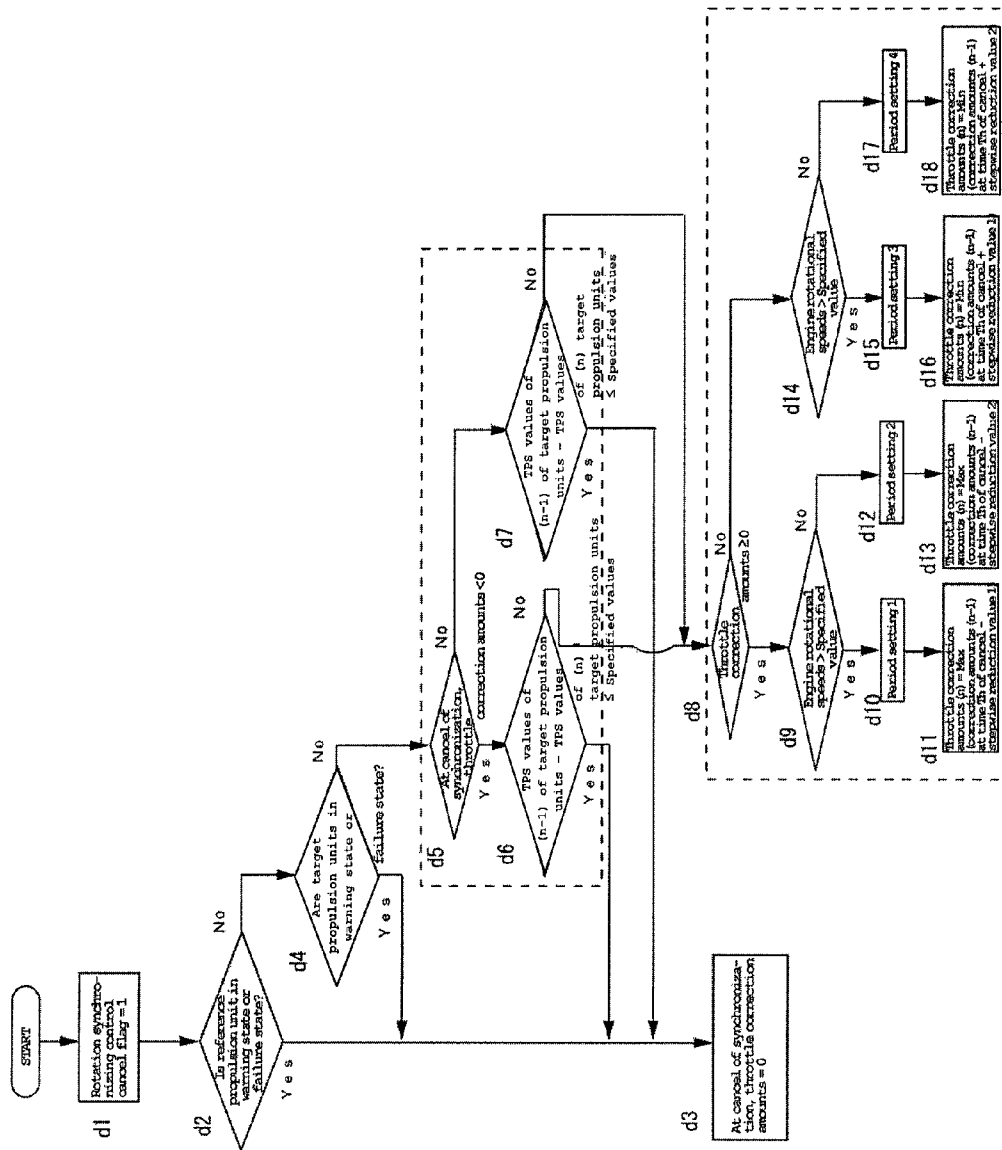 START
d1
Rotation synchro-
nizing control
cancel flag = 1
d2
Is reference
propulsion unit in
warning state or
failure state?
No
Yes
d4
Are target
propulsion units in
warning state or
failure state?
No
Yes
d5
At cancel of
synchronization,
throttle
correction amounts <0
No
Yes
d6
TPS values of
(n-1) of target propulsion
units - TPS values
of (n)
target propulsion units
≤ Specified values
No
Yes
d7
TPS values of
(n-1) of target propulsion
units - TPS values
of (n) target
propulsion units
≤ Specified values
No
Yes
d3
At cancel of synchroniza-
tion, throttle correction
amounts = 0
d8
Throttle
correction
amounts ≥0
No
Yes
d9
Engine rotational
speeds > Specified
value
No
Yes
d10
Period setting 1
d11
Throttle correction
amounts (n) = Max
(correction amounts (n-1)
at time Th of cancel -
stepwise reduction value 1)
d12
Period setting 2
d13
Throttle correction
amounts (n) = Max
(correction amounts (n-1)
at time Th of cancel -
stepwise reduction value 2)
d14
Engine rotational
speeds > Specified
value
No
Yes
d15
Period setting 3
d16
Throttle correction
amounts (n) = Min
(correction amounts (n-1)
at time Th of cancel +
stepwise reduction value 1)
d17
Period setting 4
d18
Throttle correction
amounts (n) = Min
(correction amounts (n-1)
at time Th of cancel +
stepwise reduction value 2)